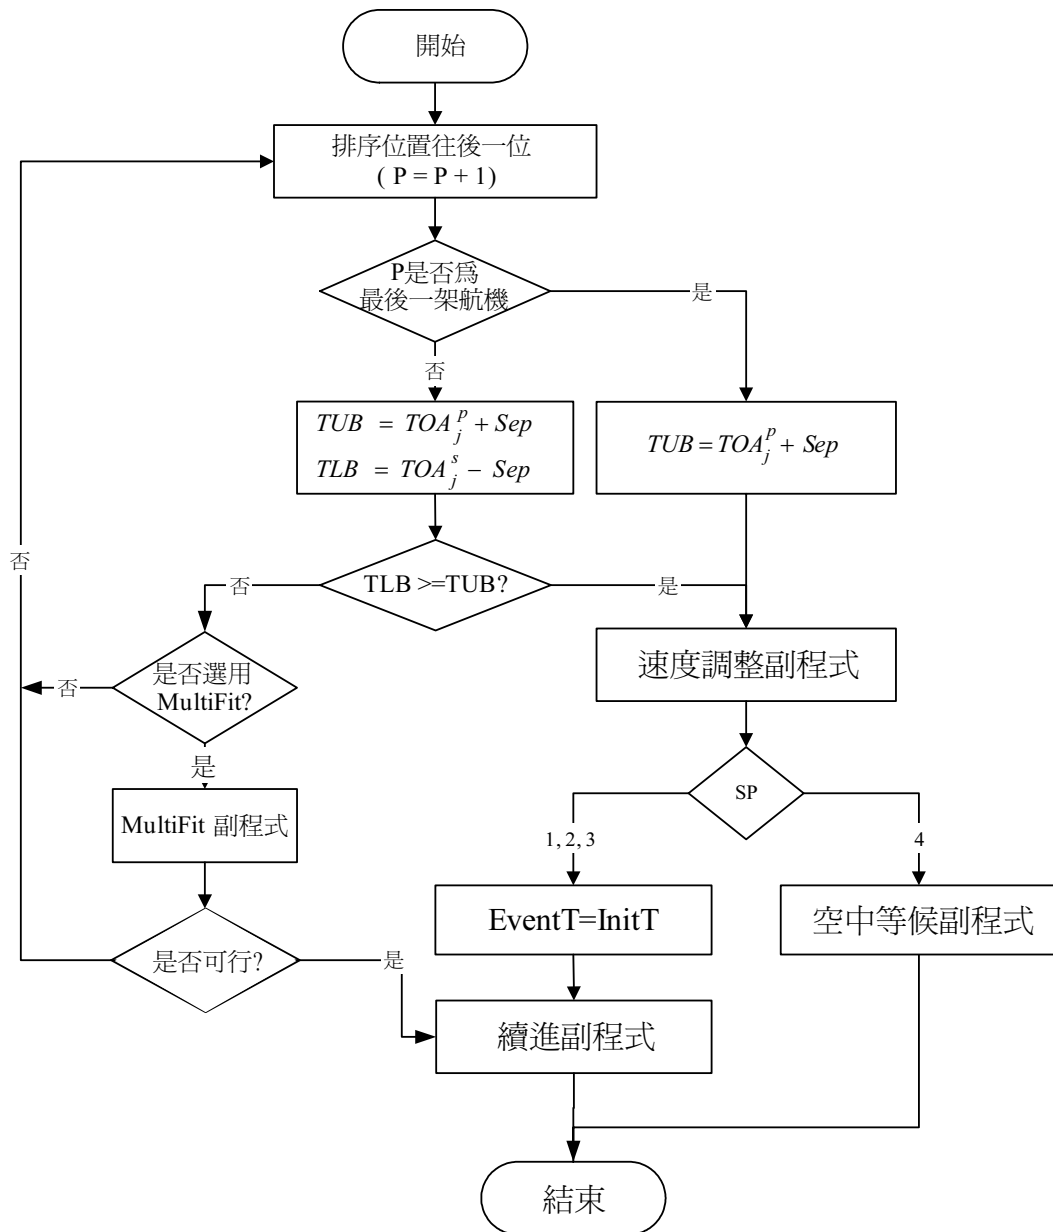 開始
排序位置往後一位
( P = P + 1)
P是否爲
最後一架航機
是
否
TUB = TOA_j^p + Sep
TLB = TOA_j^s − Sep
TUB = TOA_j^p + Sep
TLB >=TUB?
否
是
否
速度調整副程式
是否選用
MultiFit?
否
是
SP
MultiFit 副程式
1, 2, 3
4
EventT=InitT
空中等候副程式
是否可行?
是
續進副程式
結束